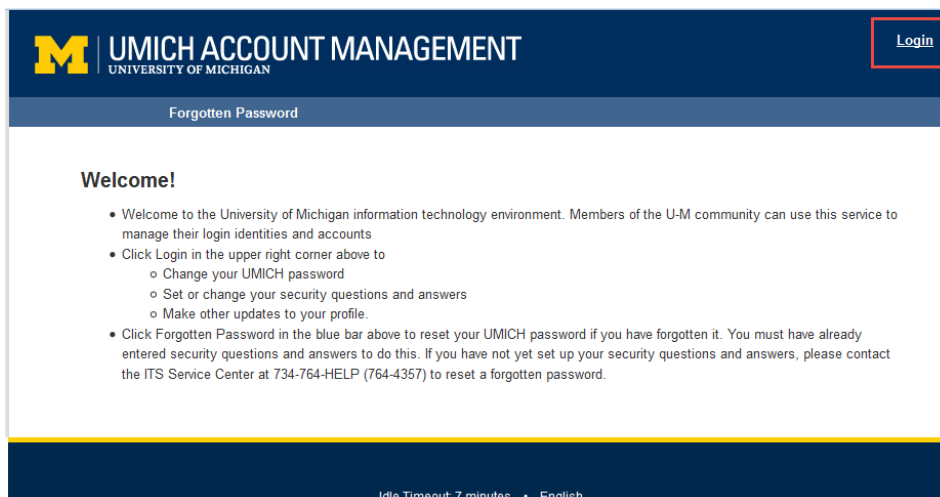 M
UMICH ACCOUNT MANAGEMENT
UNIVERSITY OF MICHIGAN
Login
Forgotten Password
Welcome!
• Welcome to the University of Michigan information technology environment. Members of the U-M community can use this service to
manage their login identities and accounts
• Click Login in the upper right corner above to
o Change your UMICH password
o Set or change your security questions and answers
o Make other updates to your profile.
• Click Forgotten Password in the blue bar above to reset your UMICH password if you have forgotten it. You must have already
entered security questions and answers to do this. If you have not yet set up your security questions and answers, please contact
the ITS Service Center at 734-764-HELP (764-4357) to reset a forgotten password.
Idle Timeout: 7 minutes • English